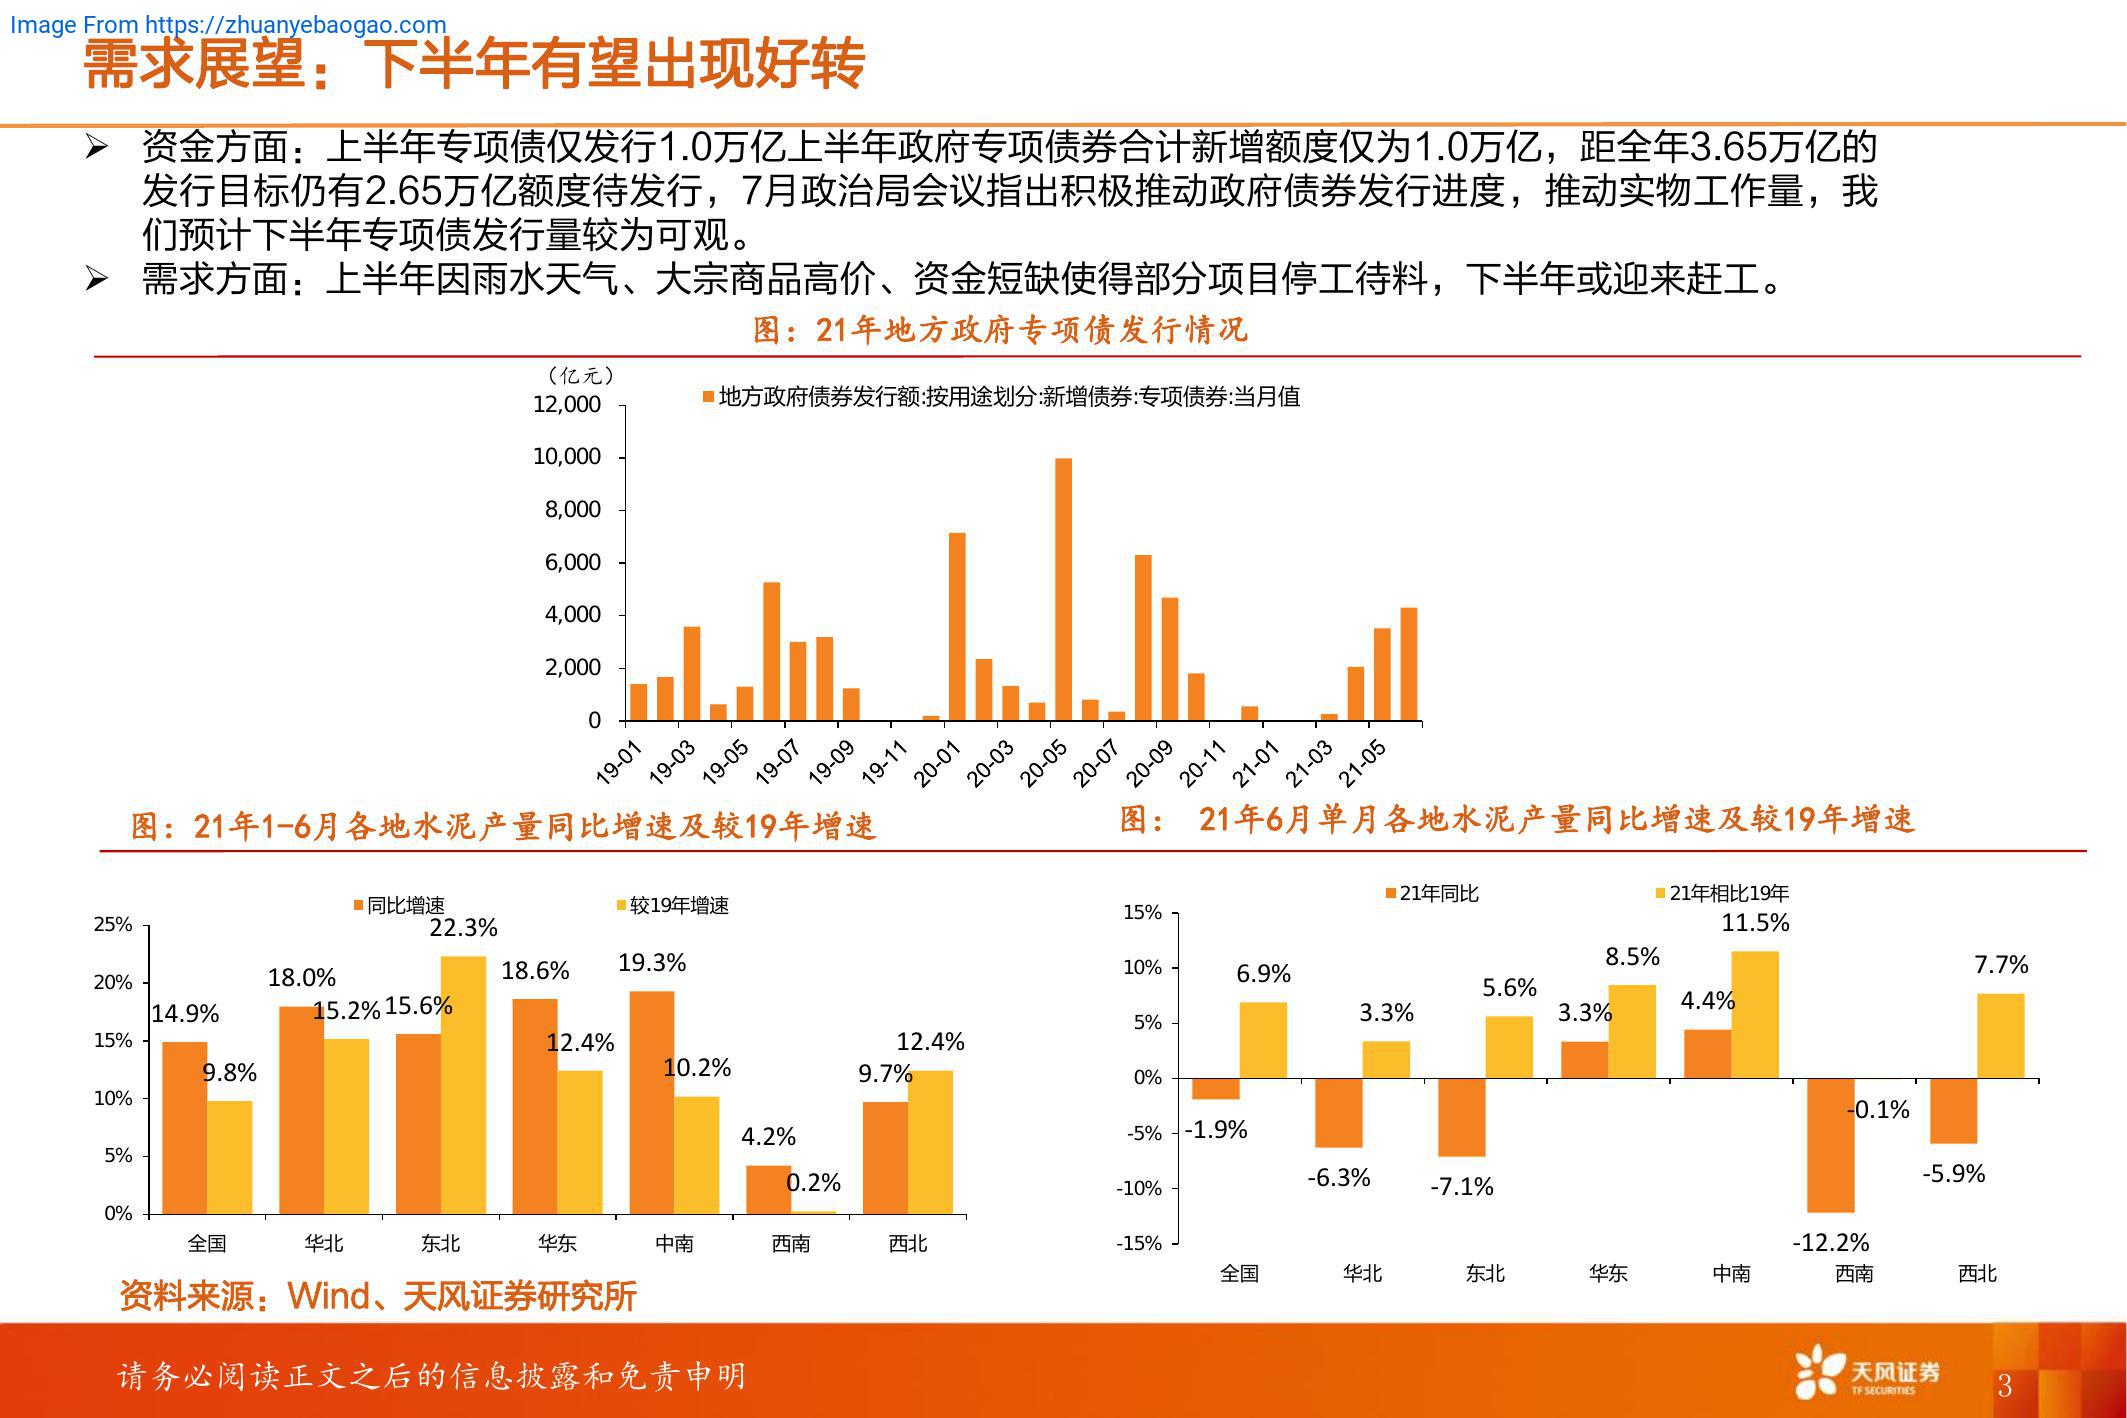 Image From https://zhuanyebaogao.com
需求展望：下半年有望出现好转
➢ 资金方面：上半年专项债仅发行1.0万亿上半年政府专项债券合计新增额度仅为1.0万亿，距全年3.65万亿的
发行目标仍有2.65万亿额度待发行，7月政治局会议指出积极推动政府债券发行进度，推动实物工作量，我
们预计下半年专项债发行量较为可观。
➢ 需求方面：上半年因雨水天气、大宗商品高价、资金短缺使得部分项目停工待料，下半年或迎来赶工。
图：21年地方政府专项债发行情况
（亿元）
地方政府债券发行额:按用途划分:新增债券:专项债券:当月值
12,000
10,000
8,000
6,000
4,000
2,000
0
19-01 19-03 19-05 19-07 19-09 19-11 20-01 20-03 20-05 20-07 20-09 20-11 21-01 21-03 21-05
图：21年1-6月各地水泥产量同比增速及较19年增速
同比增速 较19年增速
25%
20%
15%
10%
5%
0%
14.9% 9.8% 18.0% 15.2% 15.6% 22.3% 18.6% 12.4% 19.3% 10.2% 4.2% 0.2% 9.7% 12.4%
全国 华北 东北 华东 中南 西南 西北
图： 21年6月单月各地水泥产量同比增速及较19年增速
21年同比 21年相比19年
15%
10%
5%
0%
-5%
-10%
-15%
-1.9% 6.9% -6.3% 3.3% -7.1% 5.6% 3.3% 8.5% 4.4% 11.5% -12.2% -0.1% -5.9% 7.7%
全国 华北 东北 华东 中南 西南 西北
资料来源：Wind、天风证券研究所
请务必阅读正文之后的信息披露和免责申明
天风证券
TF SECURITIES
3